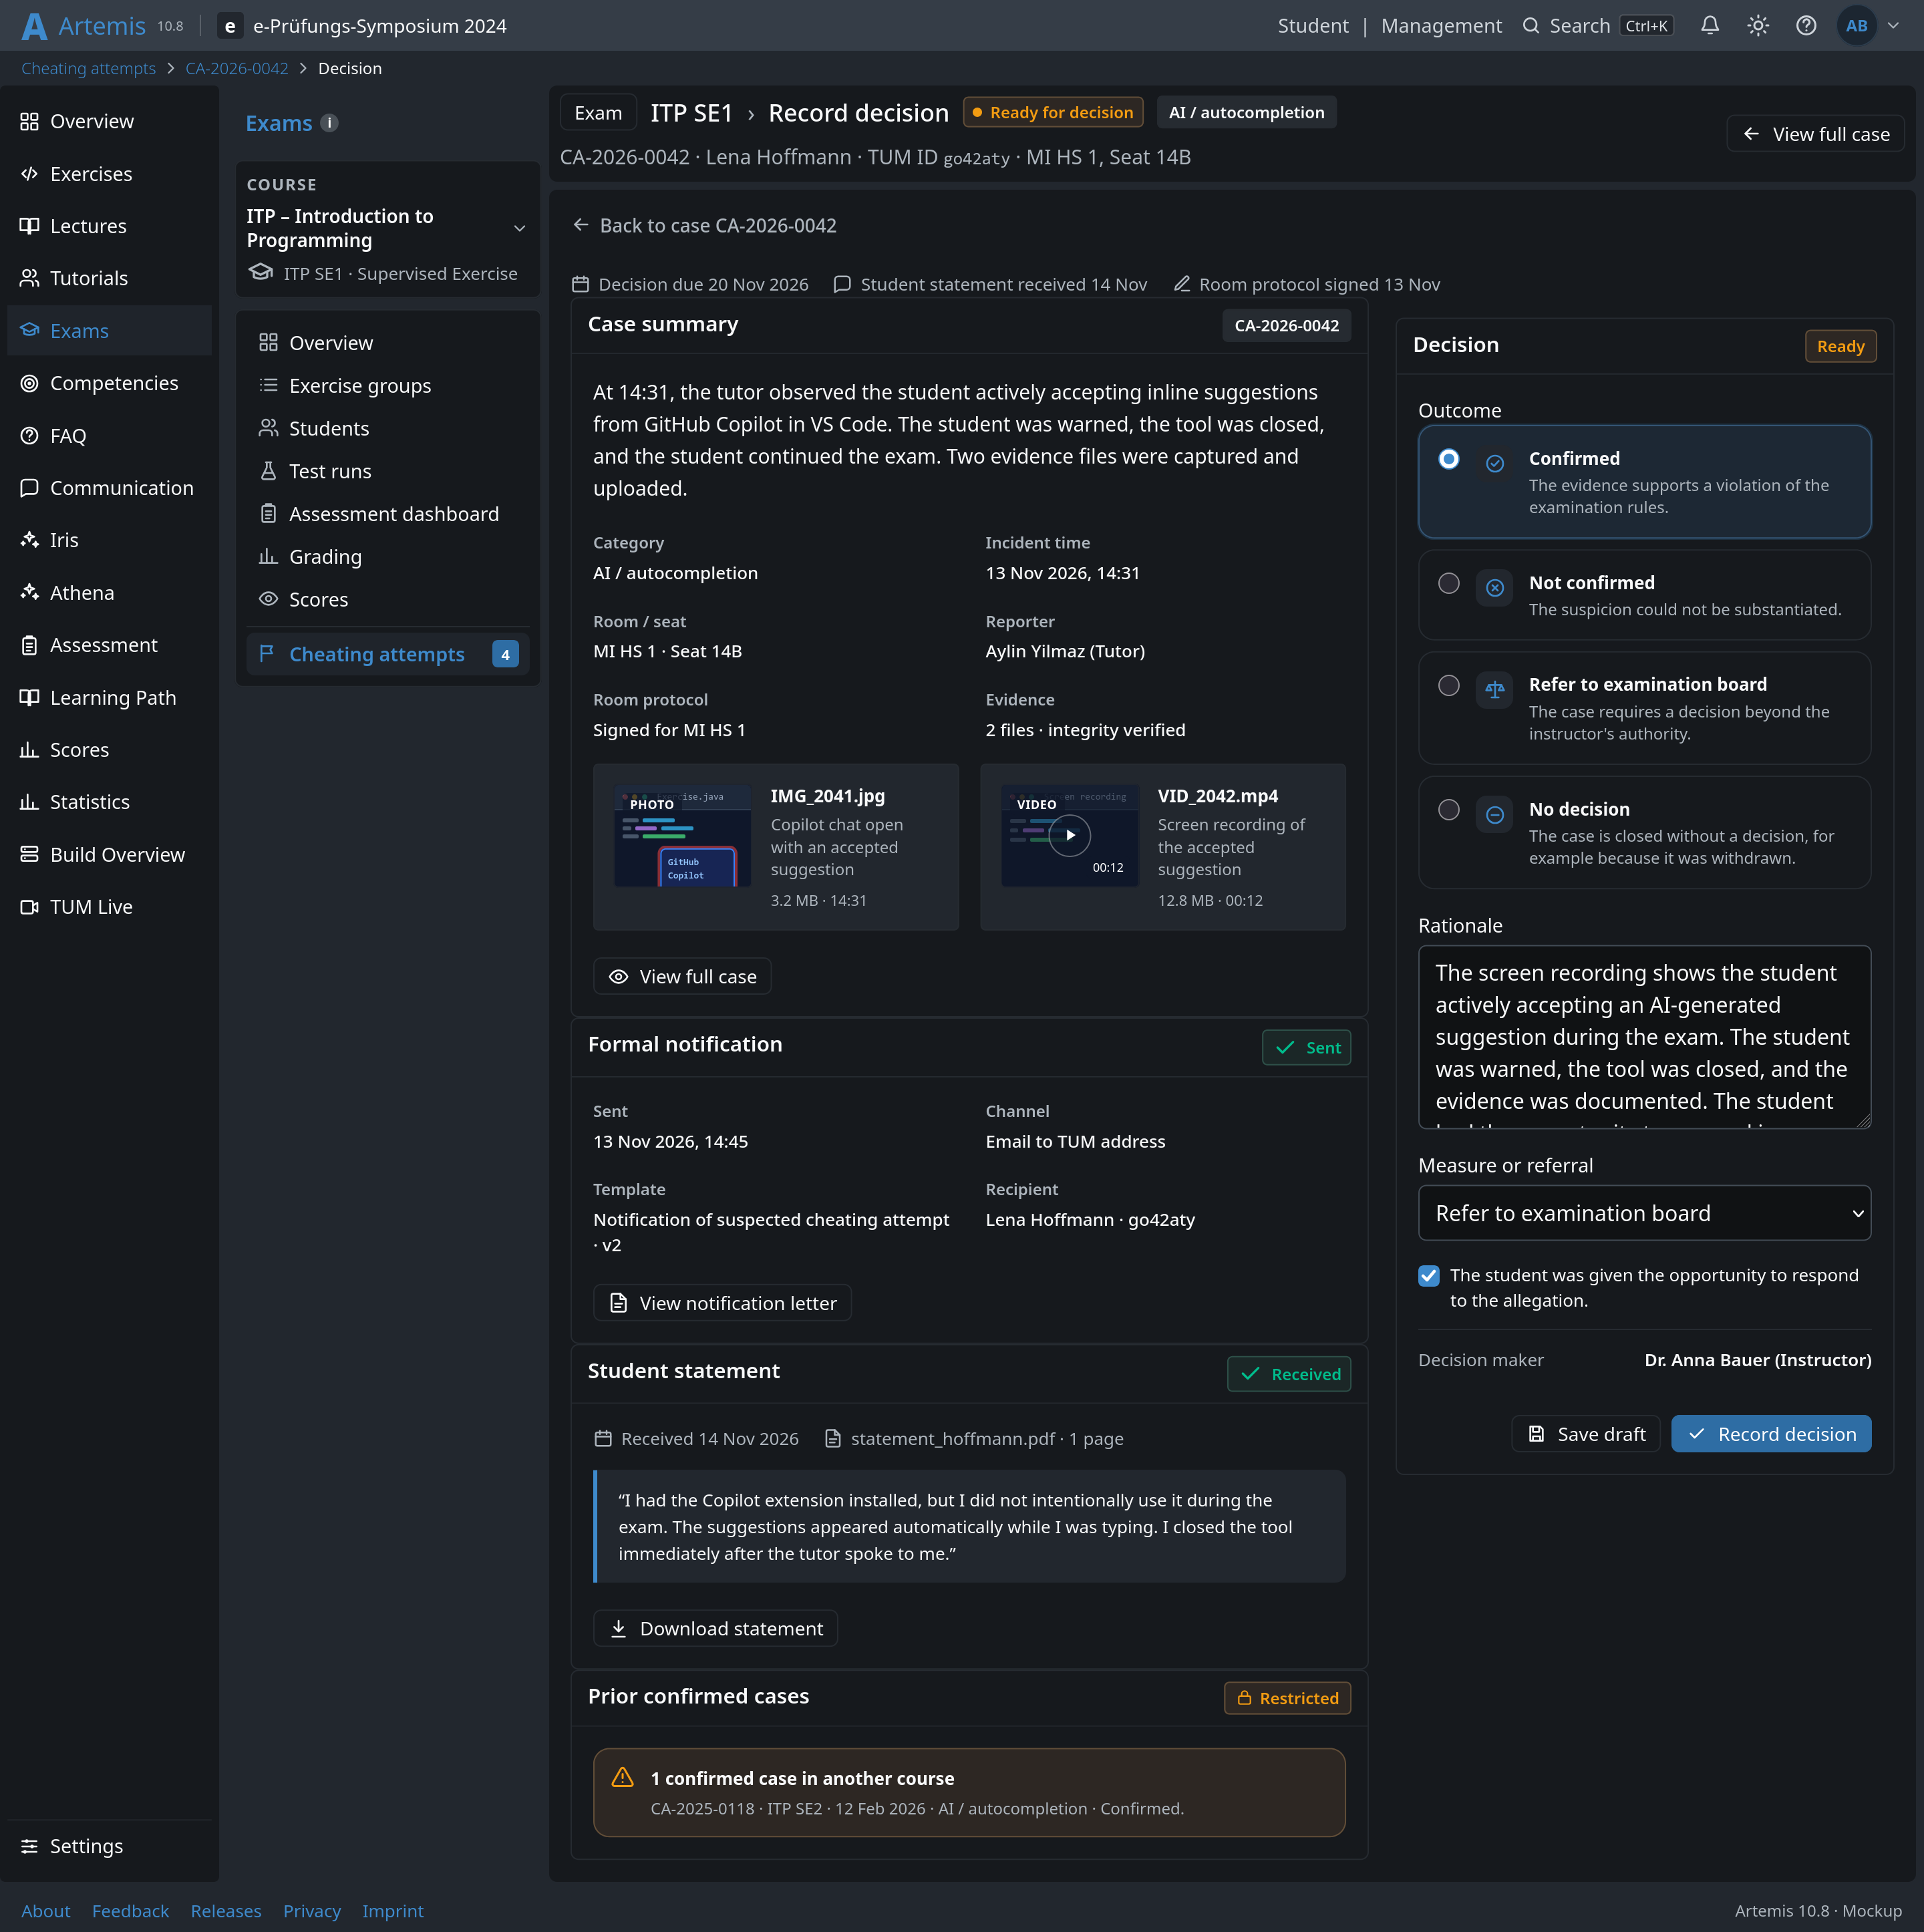 Artemis 10.8 e e-Prüfungs-Symposium 2024
Student | Management Search Ctrl+K AB
Cheating attempts > CA-2026-0042 > Decision
Overview
Exercises
Lectures
Tutorials
Exams
Competencies
FAQ
Communication
Iris
Athena
Assessment
Learning Path
Scores
Statistics
Build Overview
TUM Live
Settings
Exams i
COURSE
ITP – Introduction to
Programming
ITP SE1 · Supervised Exercise
Overview
Exercise groups
Students
Test runs
Assessment dashboard
Grading
Scores
Cheating attempts 4
Exam ITP SE1 › Record decision Ready for decision AI / autocompletion
CA-2026-0042 · Lena Hoffmann · TUM ID go42aty · MI HS 1, Seat 14B
View full case
Back to case CA-2026-0042
Decision due 20 Nov 2026 Student statement received 14 Nov Room protocol signed 13 Nov
Case summary CA-2026-0042
At 14:31, the tutor observed the student actively accepting inline suggestions
from GitHub Copilot in VS Code. The student was warned, the tool was closed,
and the student continued the exam. Two evidence files were captured and
uploaded.
Category Incident time
AI / autocompletion 13 Nov 2026, 14:31
Room / seat Reporter
MI HS 1 · Seat 14B Aylin Yilmaz (Tutor)
Room protocol Evidence
Signed for MI HS 1 2 files · integrity verified
PHOTO
ise.java
GitHub
Copilot
IMG_2041.jpg
Copilot chat open
with an accepted
suggestion
3.2 MB · 14:31
VIDEO
en recording
00:12
VID_2042.mp4
Screen recording of
the accepted
suggestion
12.8 MB · 00:12
View full case
Formal notification Sent
Sent Channel
13 Nov 2026, 14:45 Email to TUM address
Template Recipient
Notification of suspected cheating attempt Lena Hoffmann · go42aty
· v2
View notification letter
Student statement Received
Received 14 Nov 2026 statement_hoffmann.pdf · 1 page
“I had the Copilot extension installed, but I did not intentionally use it during the
exam. The suggestions appeared automatically while I was typing. I closed the tool
immediately after the tutor spoke to me.”
Download statement
Prior confirmed cases Restricted
1 confirmed case in another course
CA-2025-0118 · ITP SE2 · 12 Feb 2026 · AI / autocompletion · Confirmed.
Decision Ready
Outcome
Confirmed
The evidence supports a violation of the
examination rules.
Not confirmed
The suspicion could not be substantiated.
Refer to examination board
The case requires a decision beyond the
instructor's authority.
No decision
The case is closed without a decision, for
example because it was withdrawn.
Rationale
The screen recording shows the student
actively accepting an AI-generated
suggestion during the exam. The student
was warned, the tool was closed, and the
evidence was documented. The student
Measure or referral
Refer to examination board
The student was given the opportunity to respond
to the allegation.
Decision maker Dr. Anna Bauer (Instructor)
Save draft Record decision
About Feedback Releases Privacy Imprint
Artemis 10.8 · Mockup